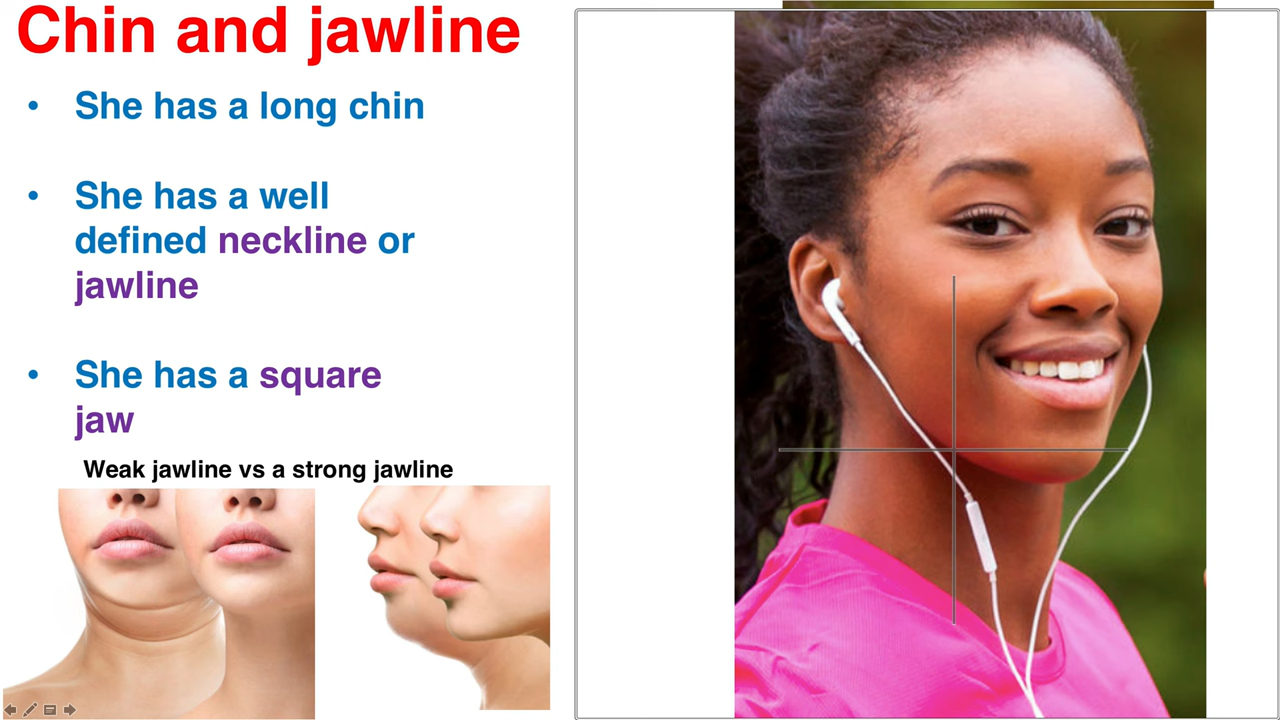 Chin and jawline
• She has a long chin
• She has a well
defined neckline or
jawline
• She has a square
jaw
Weak jawline vs a strong jawline